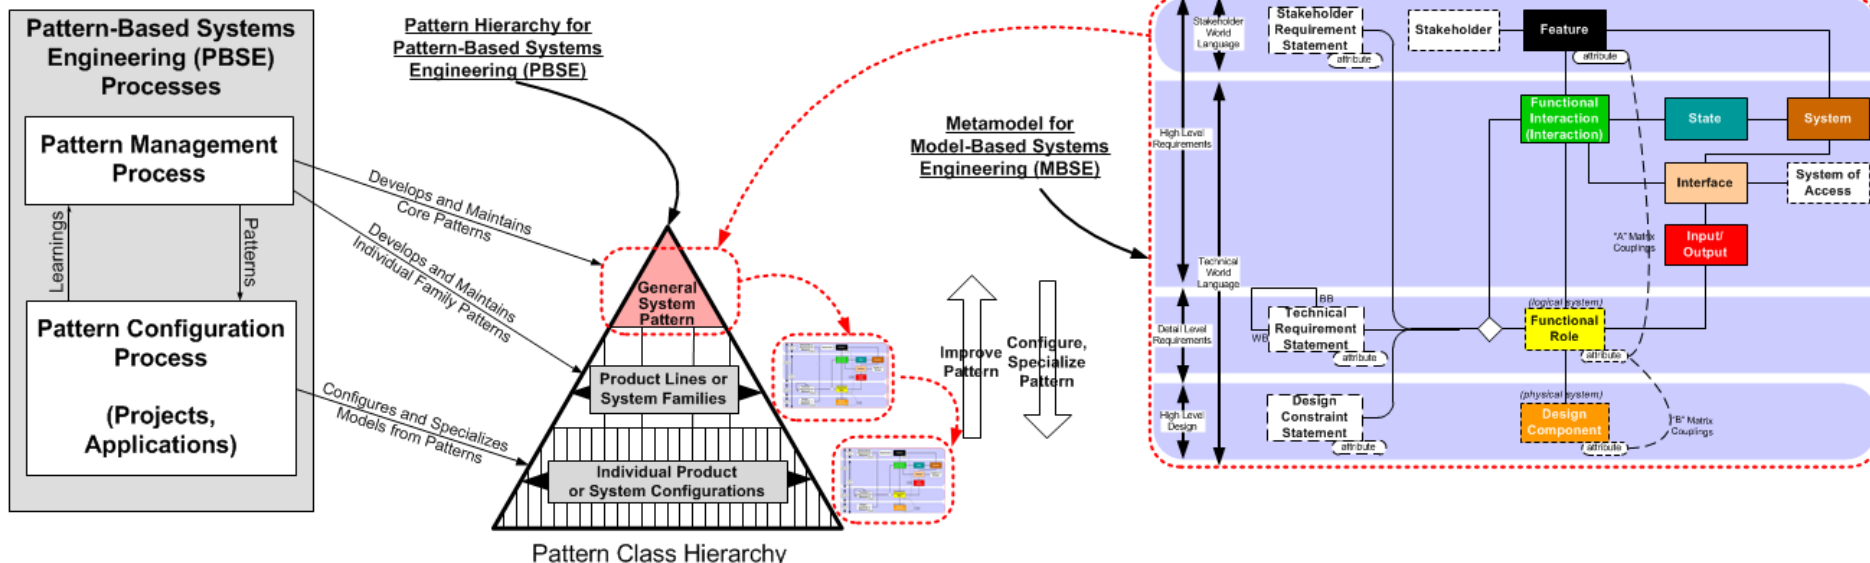 Pattern-Based Systems
Engineering (PBSE)
Processes
Pattern Management
Process
Learnings
Patterns
Pattern Configuration
Process
(Projects,
Applications)
Develops and Maintains
Core Patterns
Develops and Maintains
Individual Family Patterns
Configures and Specializes
Models from Patterns
Pattern Hierarchy for
Pattern-Based Systems
Engineering (PBSE)
General
System
Pattern
Product Lines or
System Families
Individual Product
or System Configurations
Pattern Class Hierarchy
Improve
Pattern
Configure,
Specialize
Pattern
Metamodel for
Model-Based Systems
Engineering (MBSE)
Stakeholder
World
Language
High Level
Requirements
Technical
World
Language
Detail Level
Requirements
High Level
Design
Stakeholder
Requirement
Statement
attribute
Stakeholder
Feature
attribute
Functional
Interaction
(Interaction)
State
System
Interface
System of
Access
"A" Matrix
Couplings
Input/
Output
BB
WB
Technical
Requirement
Statement
attribute
(logical system)
Functional
Role
attribute
Design
Constraint
Statement
attribute
(physical system)
Design
Component
attribute
"B" Matrix
Couplings